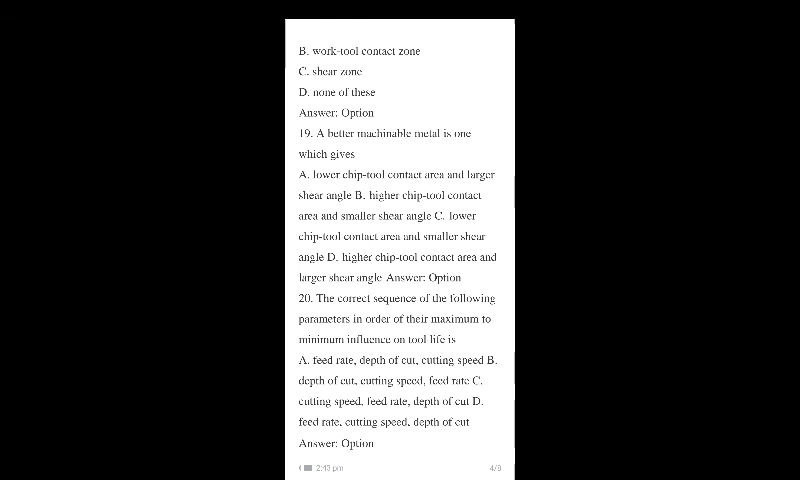 B. work-tool contact zone
C. shear zone
D. none of these
Answer: Option
19. A better machinable metal is one
which gives
A. lower chip-tool contact area and larger
shear angle B. higher chip-tool contact
area and smaller shear angle C. lower
chip-tool contact area and smaller shear
angle D. higher chip-tool contact area and
larger shear angle Answer: Option
20. The correct sequence of the following
parameters in order of their maximum to
minimum influence on tool life is
A. feed rate, depth of cut, cutting speed B.
depth of cut, cutting speed, feed rate C.
cutting speed, feed rate, depth of cut D.
feed rate, cutting speed, depth of cut
Answer: Option
2:43 pm 4/8